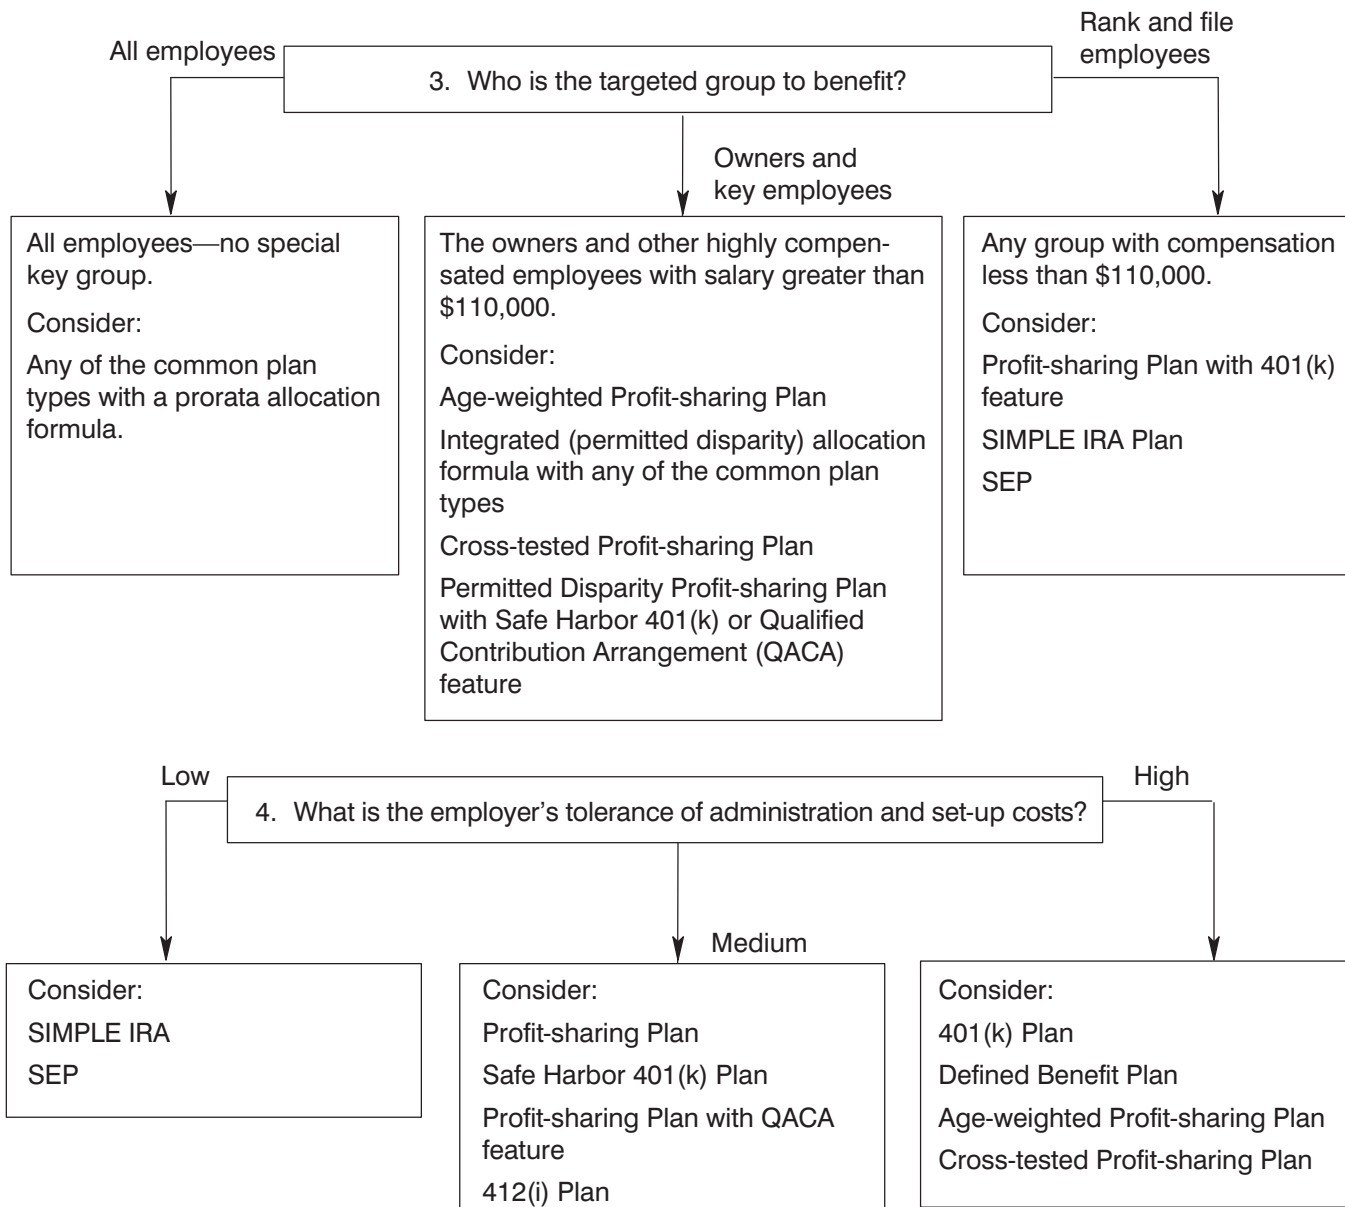 All employees
Rank and file
employees
3. Who is the targeted group to benefit?
Owners and
key employees
All employees—no special
key group.
Consider:
Any of the common plan
types with a prorata allocation
formula.
The owners and other highly compen-
sated employees with salary greater than
$110,000.
Consider:
Age-weighted Profit-sharing Plan
Integrated (permitted disparity) allocation
formula with any of the common plan
types
Cross-tested Profit-sharing Plan
Permitted Disparity Profit-sharing Plan
with Safe Harbor 401(k) or Qualified
Contribution Arrangement (QACA)
feature
Any group with compensation
less than $110,000.
Consider:
Profit-sharing Plan with 401(k)
feature
SIMPLE IRA Plan
SEP
Low
High
4. What is the employer’s tolerance of administration and set-up costs?
Medium
Consider:
SIMPLE IRA
SEP
Consider:
Profit-sharing Plan
Safe Harbor 401(k) Plan
Profit-sharing Plan with QACA
feature
412(i) Plan
Consider:
401(k) Plan
Defined Benefit Plan
Age-weighted Profit-sharing Plan
Cross-tested Profit-sharing Plan